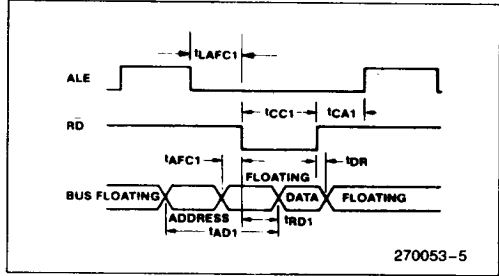 tLAFC1
ALE
tCC1
tCA1
RD
tAFC1
tDR
FLOATING
BUS FLOATING
DATA
FLOATING
ADDRESS
tRD1
tAD1
270053-5